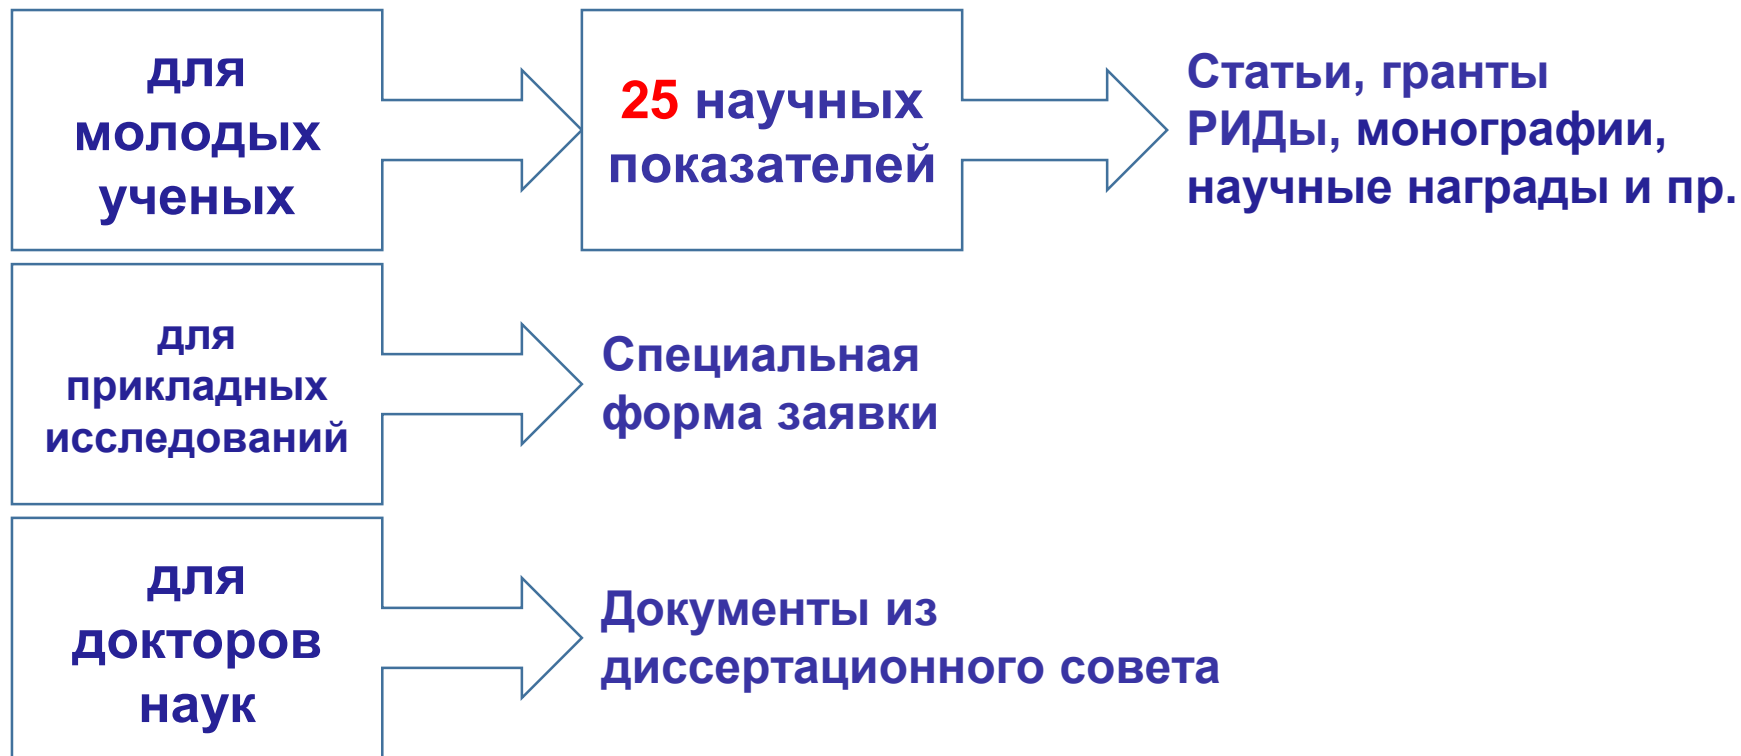 для
молодых
ученых
25 научных
показателей
Статьи, гранты
РИДы, монографии,
научные награды и пр.
для
прикладных
исследований
Специальная
форма заявки
для
докторов
наук
Документы из
диссертационного совета